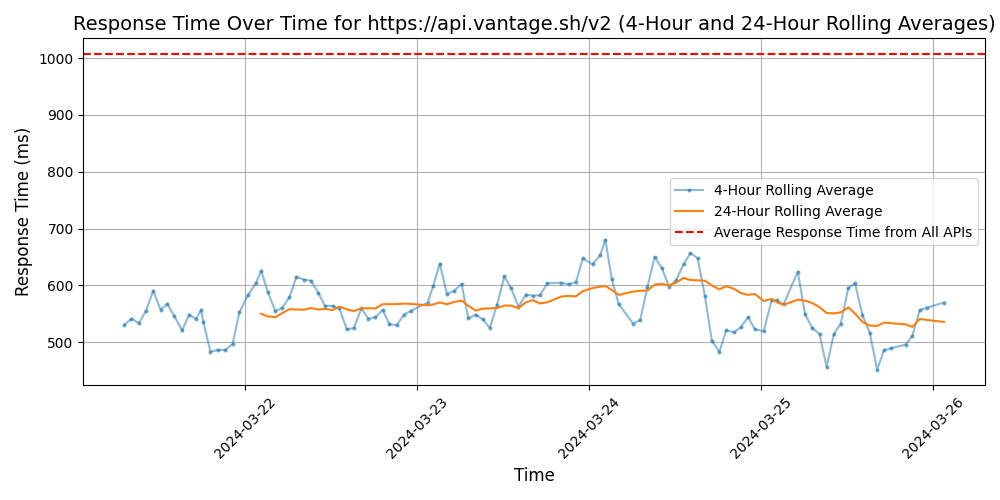 Response Time Over Time for https://api.vantage.sh/v2 (4-Hour and 24-Hour Rolling Averages)
Response Time (ms)
1000
900
800
700
600
500
4-Hour Rolling Average
24-Hour Rolling Average
Average Response Time from All APIs
2024-03-22
2024-03-23
2024-03-24
2024-03-25
2024-03-26
Time